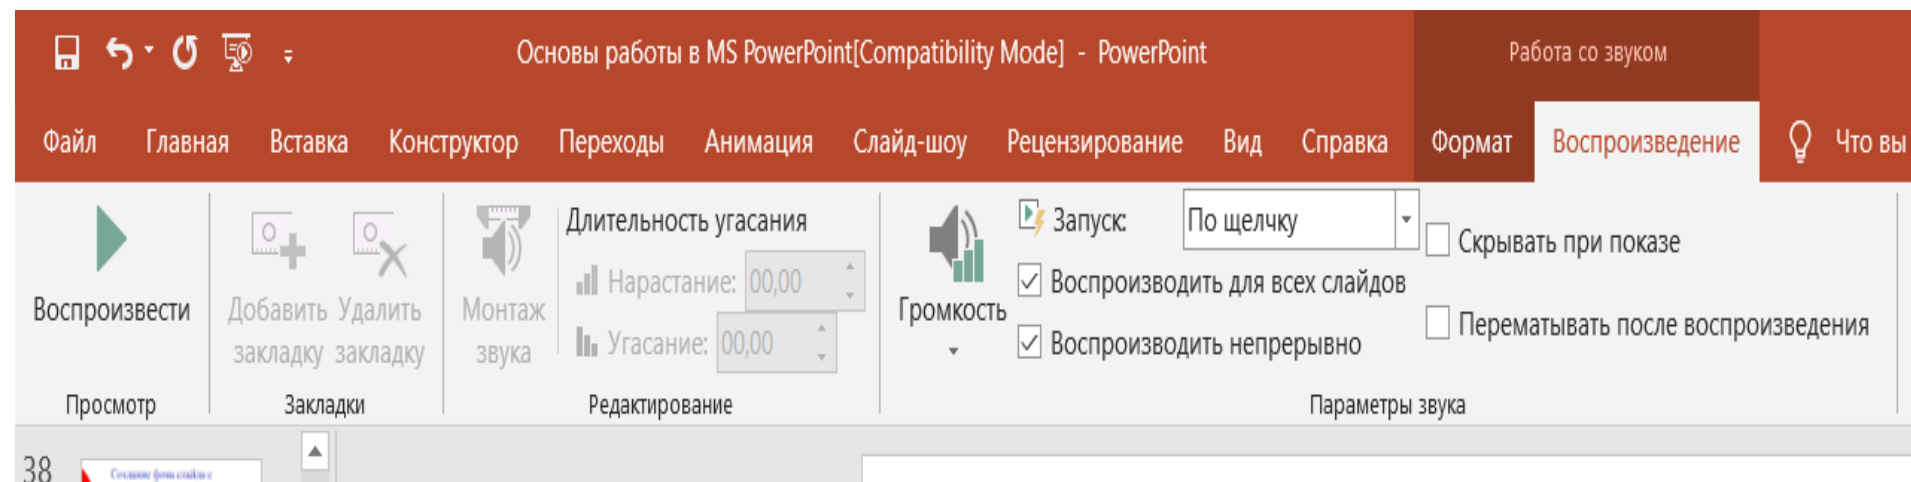 Основы работы в MS PowerPoint[Compatibility Mode] - PowerPoint
Работа со звуком
Файл Главная Вставка Конструктор Переходы Анимация Слайд-шоу Рецензирование Вид Справка Формат Воспроизведение Что вы
Воспроизвести
Просмотр
Добавить закладку
Удалить закладку
Закладки
Монтаж звука
Длительность угасания
Нарастание: 00,00
Угасание: 00,00
Редактирование
Громкость
Запуск: По щелчку
Воспроизводить для всех слайдов
Воспроизводить непрерывно
Скрывать при показе
Перематывать после воспроизведения
Параметры звука
38
Создание фона слайда с